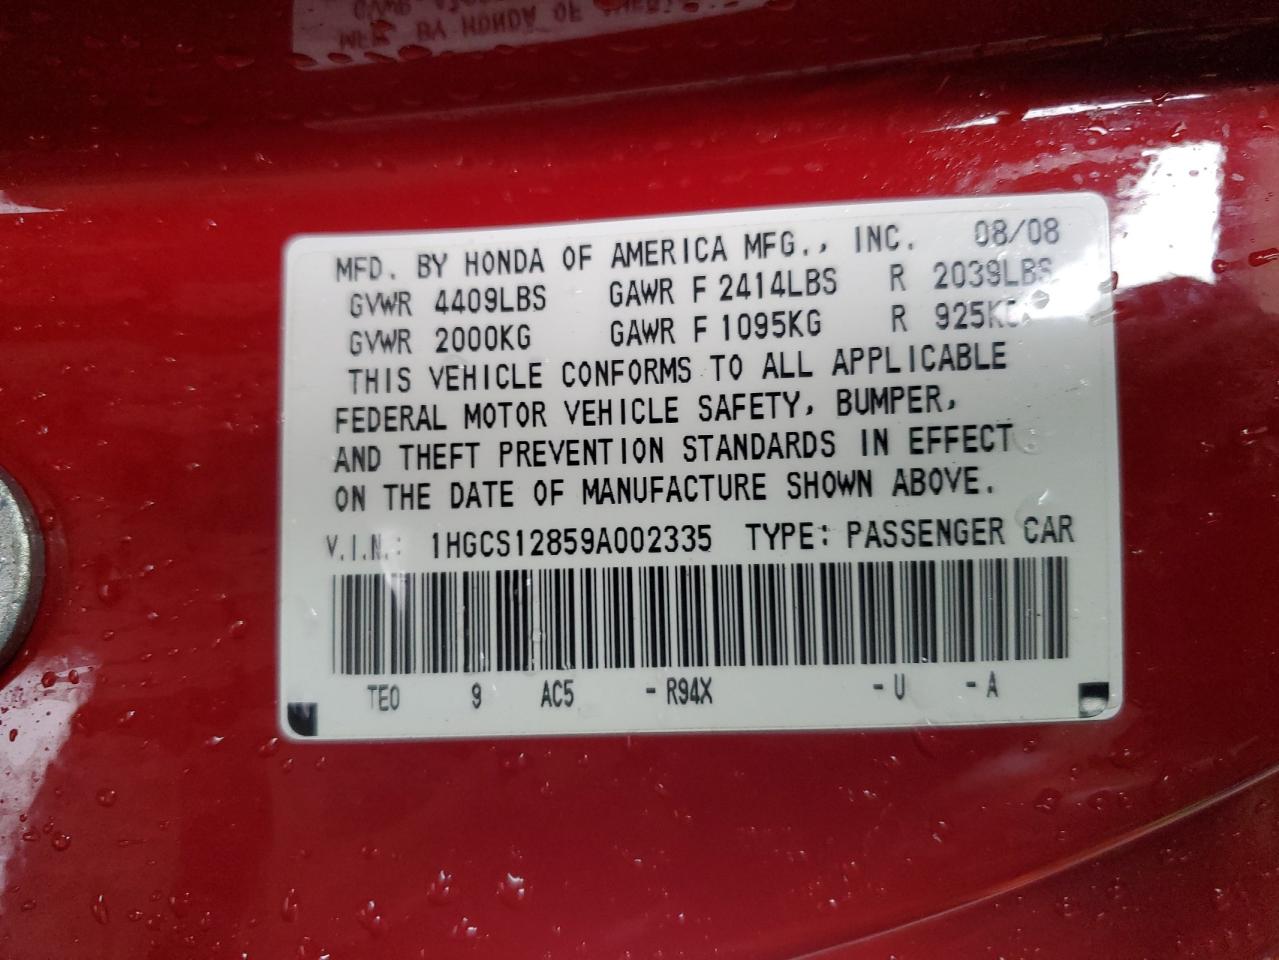 MFD. BY HONDA OF AMERICA MFG., INC. 08/08
GVWR 4409LBS GAWR F 2414LBS R 2039LBS
GVWR 2000KG GAWR F 1095KG R 925KG
THIS VEHICLE CONFORMS TO ALL APPLICABLE
FEDERAL MOTOR VEHICLE SAFETY, BUMPER,
AND THEFT PREVENTION STANDARDS IN EFFECT
ON THE DATE OF MANUFACTURE SHOWN ABOVE.
V.I.N.: 1HGCS12859A002335 TYPE: PASSENGER CAR
TE0 9 AC5 - R94X - U - A